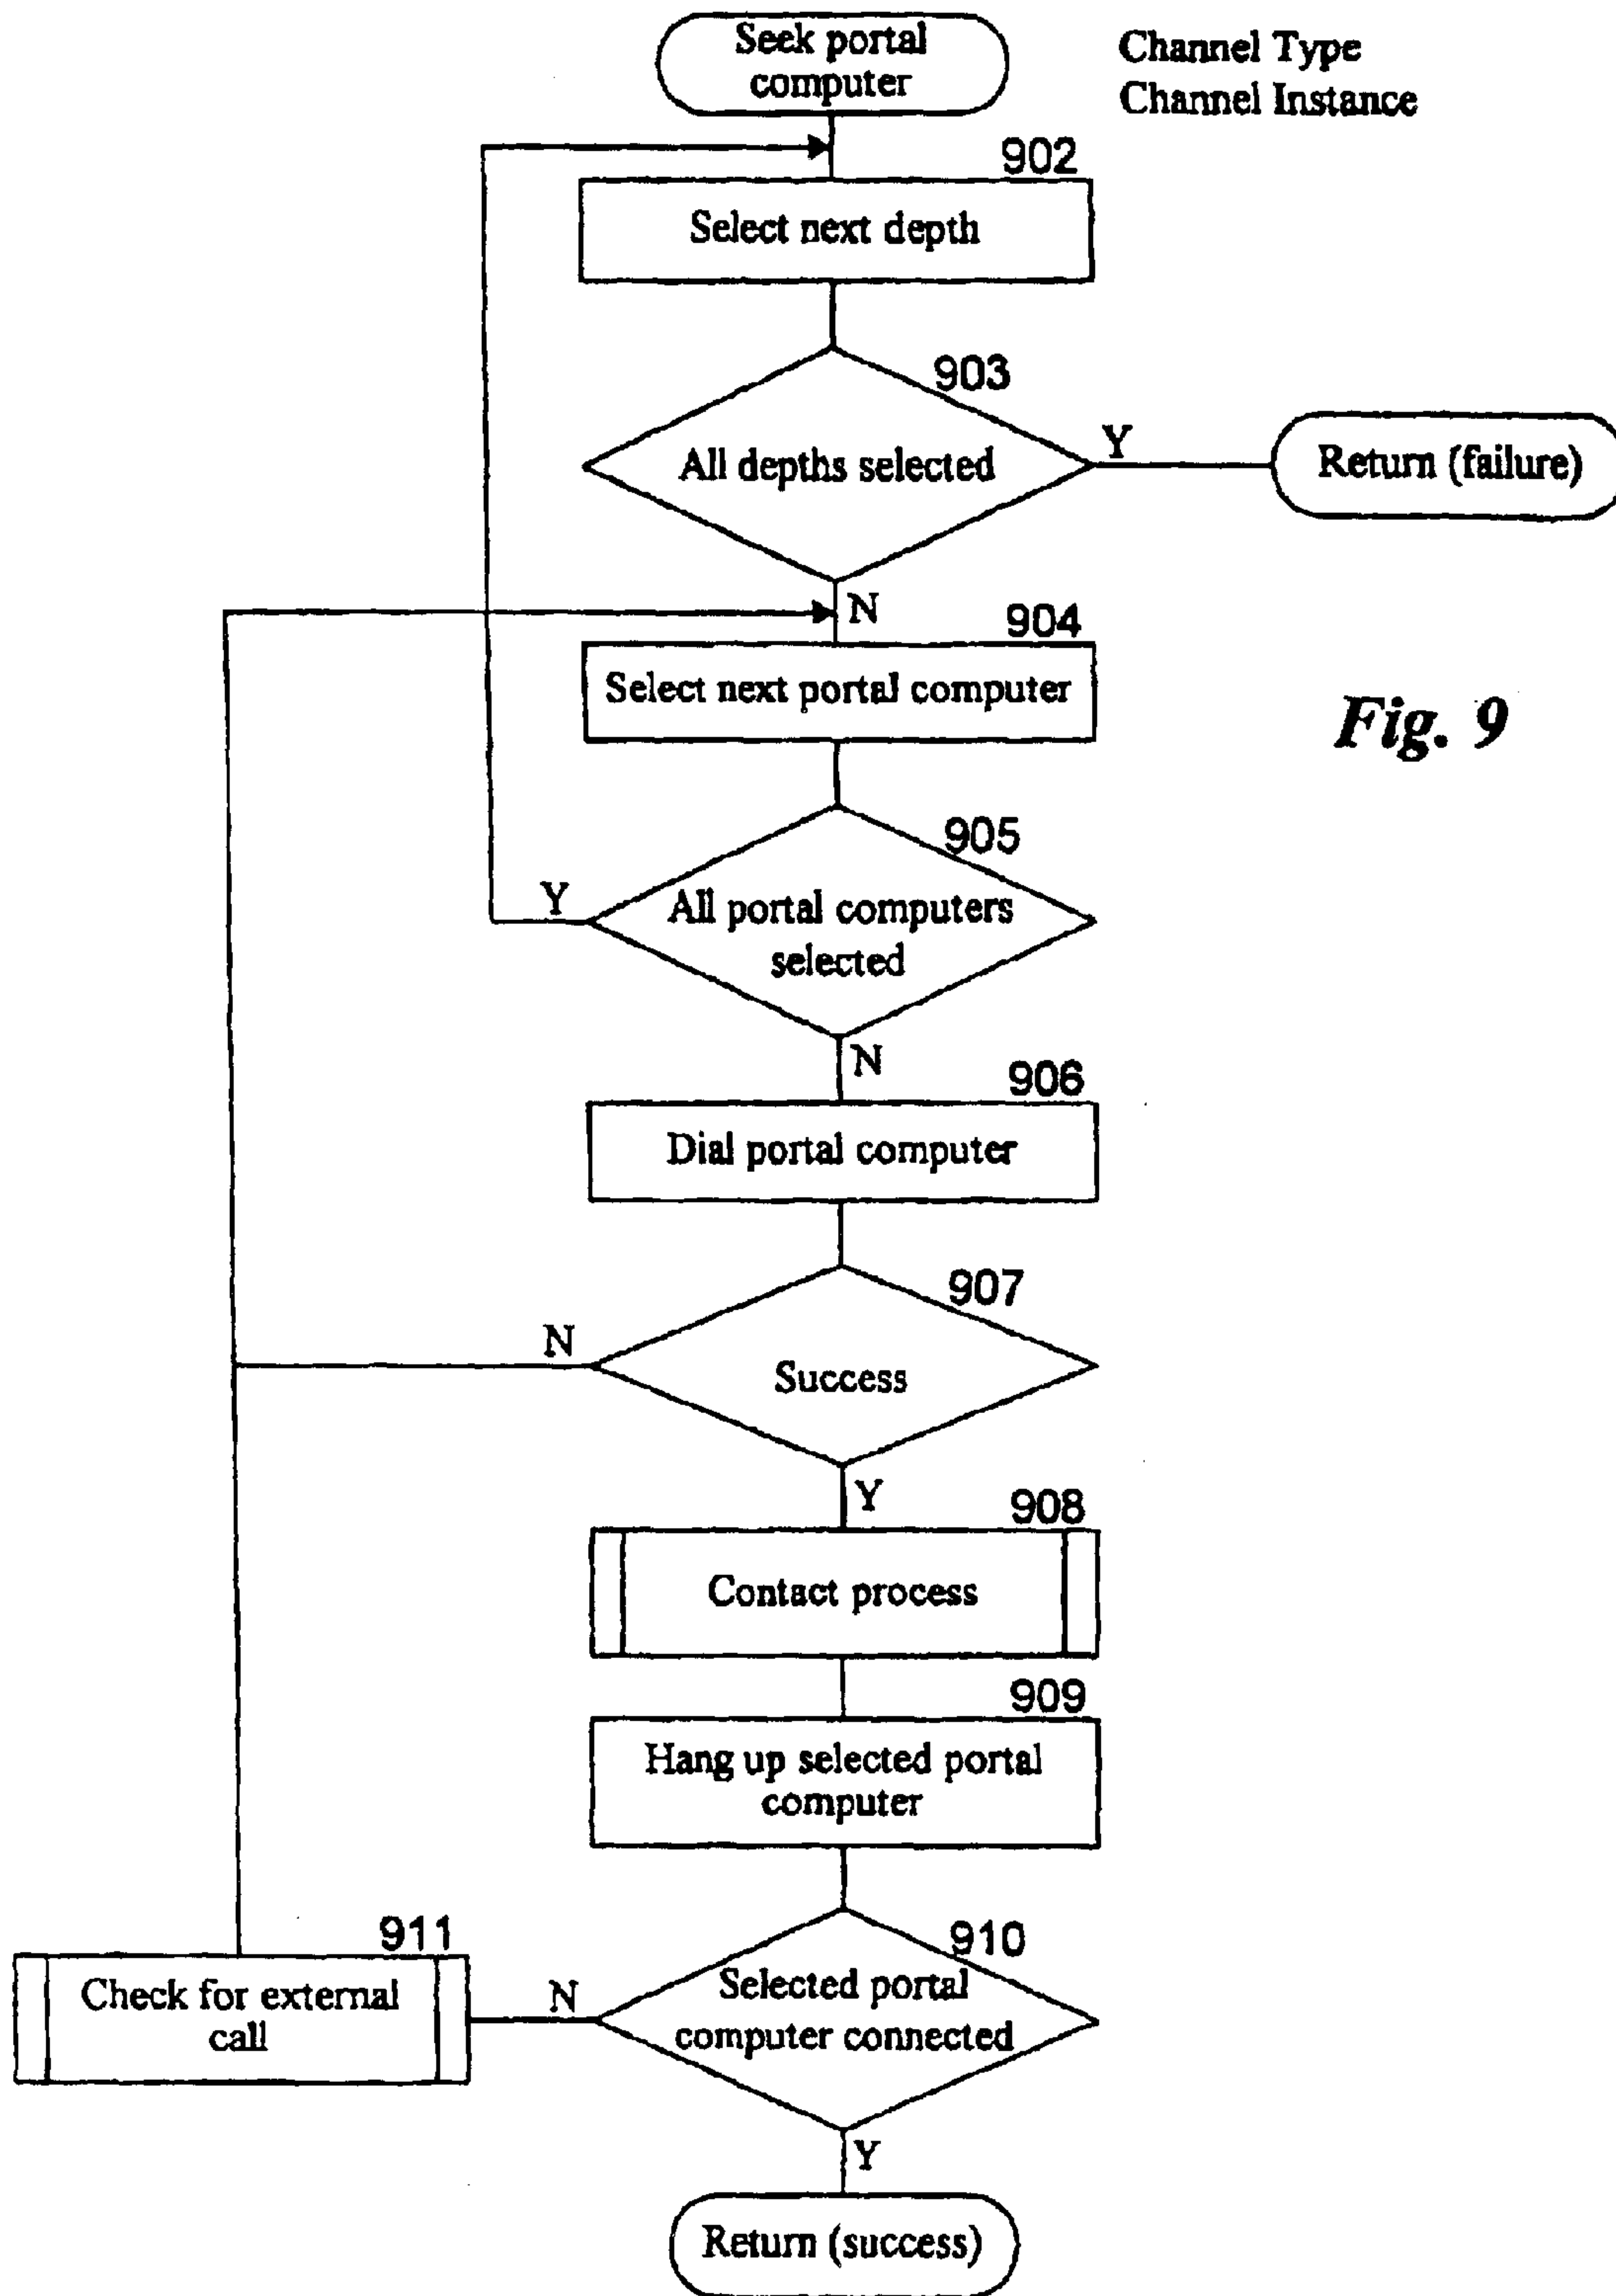 Seek portal
computer
Channel Type
Channel Instance
902
Select next depth
903
All depths selected
Y
Return (failure)
N
904
Select next portal computer
Fig. 9
905
All portal computers
selected
Y
N
906
Dial portal computer
907
Success
N
Y
908
Contact process
909
Hang up selected portal
computer
910
Selected portal
computer connected
N
911
Check for external
call
Y
Return (success)